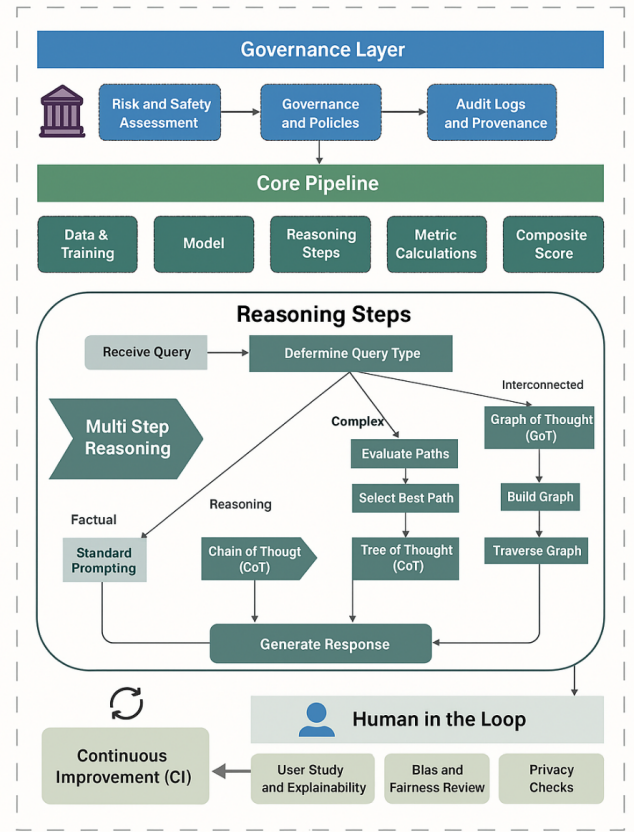 Governance Layer
Risk and Safety
Assessment
Governance
and Policies
Audit Logs
and Provenance
Core Pipeline
Data &
Training
Model
Reasoning
Steps
Metric
Calculations
Composite
Score
Reasoning Steps
Receive Query
Defermine Query Type
Interconnected
Multi Step
Reasoning
Complex
Graph of Thought
(GoT)
Evaluate Paths
Select Best Path
Build Graph
Reasoning
Factual
Standard
Prompting
Chain of Thougt
(CoT)
Tree of Thought
(CoT)
Traverse Graph
Generate Response
Human in the Loop
Continuous
Improvement (CI)
User Study
and Explainability
Blas and
Fairness Review
Privacy
Checks